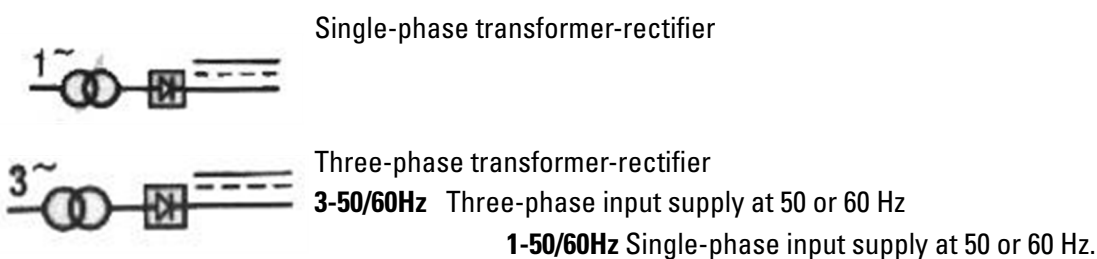 Single-phase transformer-rectifier
1~
Three-phase transformer-rectifier
3~
3-50/60Hz Three-phase input supply at 50 or 60 Hz
1-50/60Hz Single-phase input supply at 50 or 60 Hz.